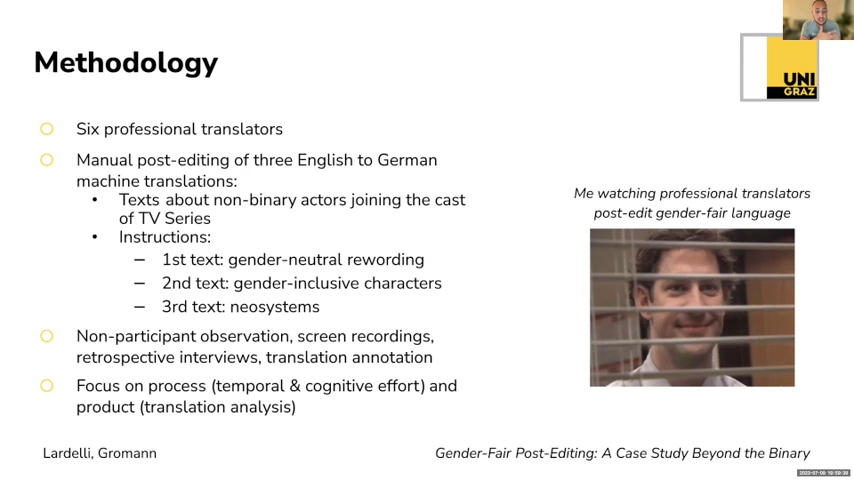 Methodology
UNI
GRAZ
Six professional translators
Manual post-editing of three English to German
machine translations:
Texts about non-binary actors joining the cast
of TV Series
Instructions:
1st text: gender-neutral rewording
2nd text: gender-inclusive characters
3rd text: neosystems
Non-participant observation, screen recordings,
retrospective interviews, translation annotation
Focus on process (temporal & cognitive effort) and
product (translation analysis)
Me watching professional translators
post-edit gender-fair language
Lardelli, Gromann
Gender-Fair Post-Editing: A Case Study Beyond the Binary